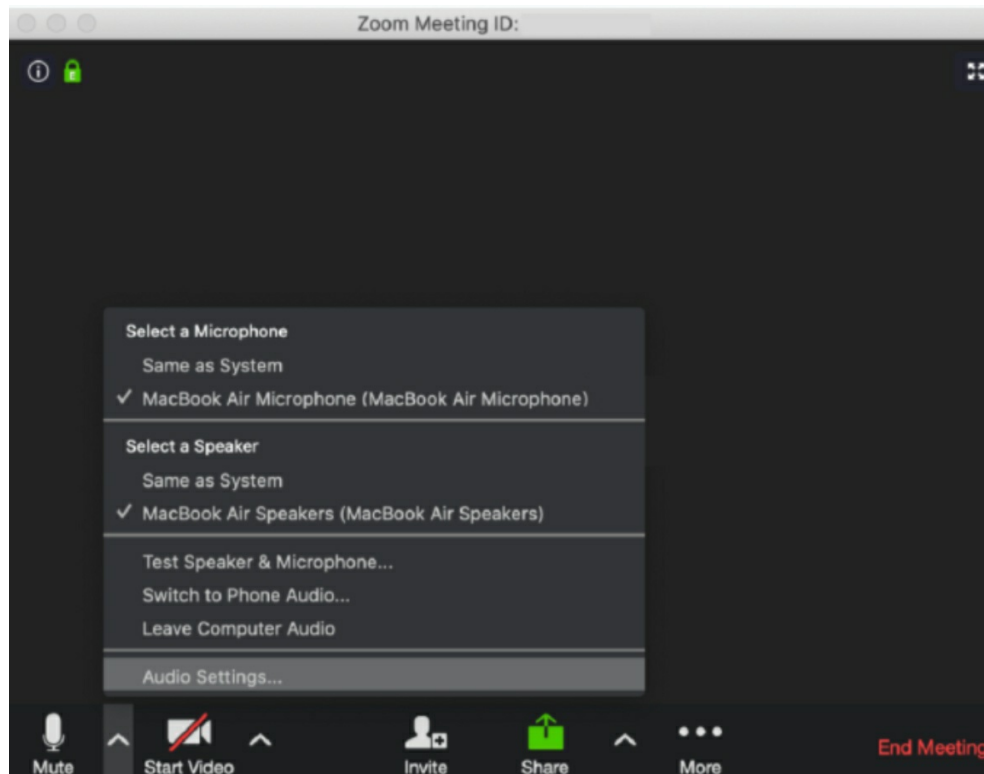 Zoom Meeting ID:
Select a Microphone
Same as System
✓ MacBook Air Microphone (MacBook Air Microphone)
Select a Speaker
Same as System
✓ MacBook Air Speakers (MacBook Air Speakers)
Test Speaker & Microphone...
Switch to Phone Audio...
Leave Computer Audio
Audio Settings...
Mute Start Video Invite Share More End Meeting